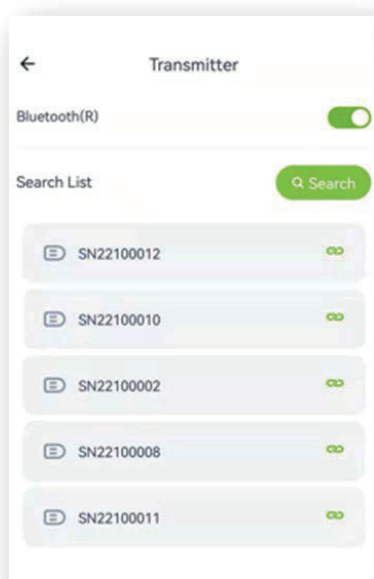 Transmitter
Bluetooth(R)
Search List
Search
SN22100012
SN22100010
SN22100002
SN22100008
SN22100011